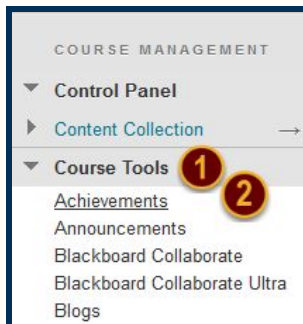 COURSE MANAGEMENT
Control Panel
Content Collection →
Course Tools 1
Achievements 2
Announcements
Blackboard Collaborate
Blackboard Collaborate Ultra
Blogs